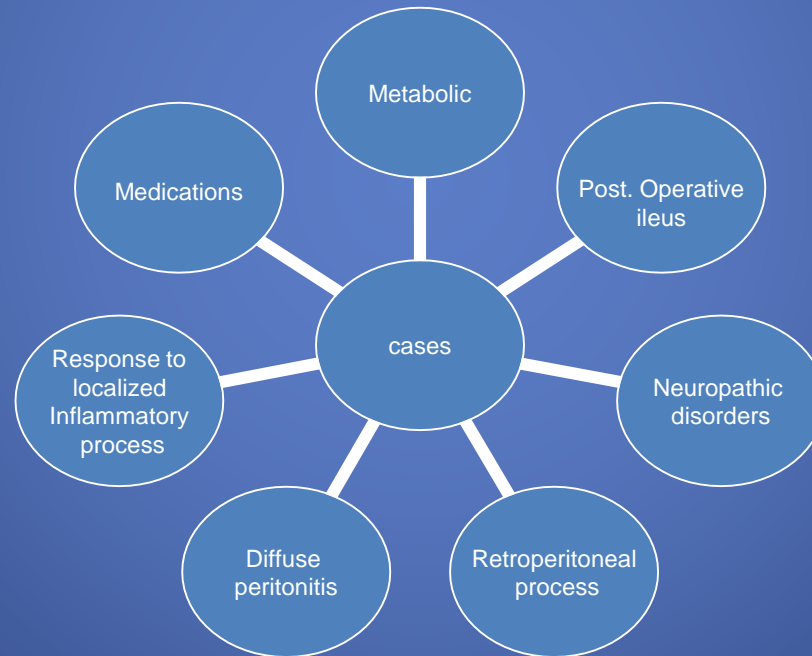 Metabolic
Post. Operative
ileus
Neuropathic
disorders
Retroperitoneal
process
Diffuse
peritonitis
Response to
localized
Inflammatory
process
Medications
cases